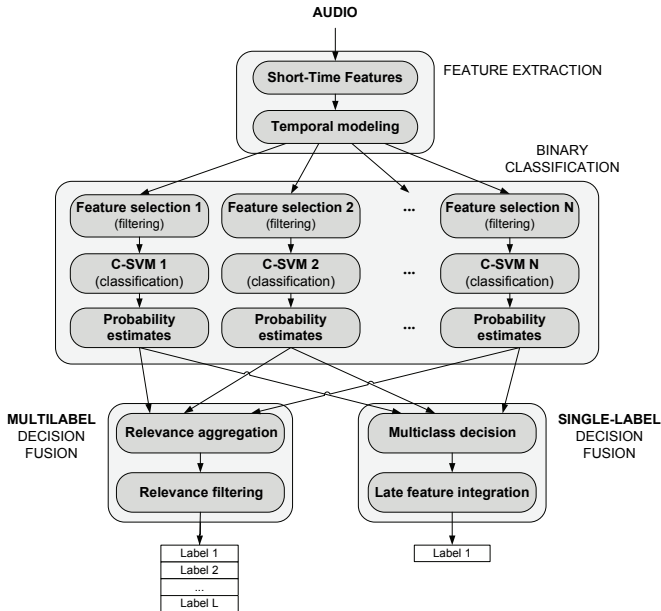 AUDIO
Short-Time Features
FEATURE EXTRACTION
Temporal modeling
BINARY
CLASSIFICATION
Feature selection 1
(filtering)
Feature selection 2
(filtering)
...
Feature selection N
(filtering)
C-SVM 1
(classification)
C-SVM 2
(classification)
...
C-SVM N
(classification)
Probability
estimates
Probability
estimates
...
Probability
estimates
MULTILABEL
DECISION
FUSION
Relevance aggregation
Relevance filtering
Multiclass decision
Late feature integration
SINGLE-LABEL
DECISION
FUSION
Label 1
Label 2
...
Label L
Label 1